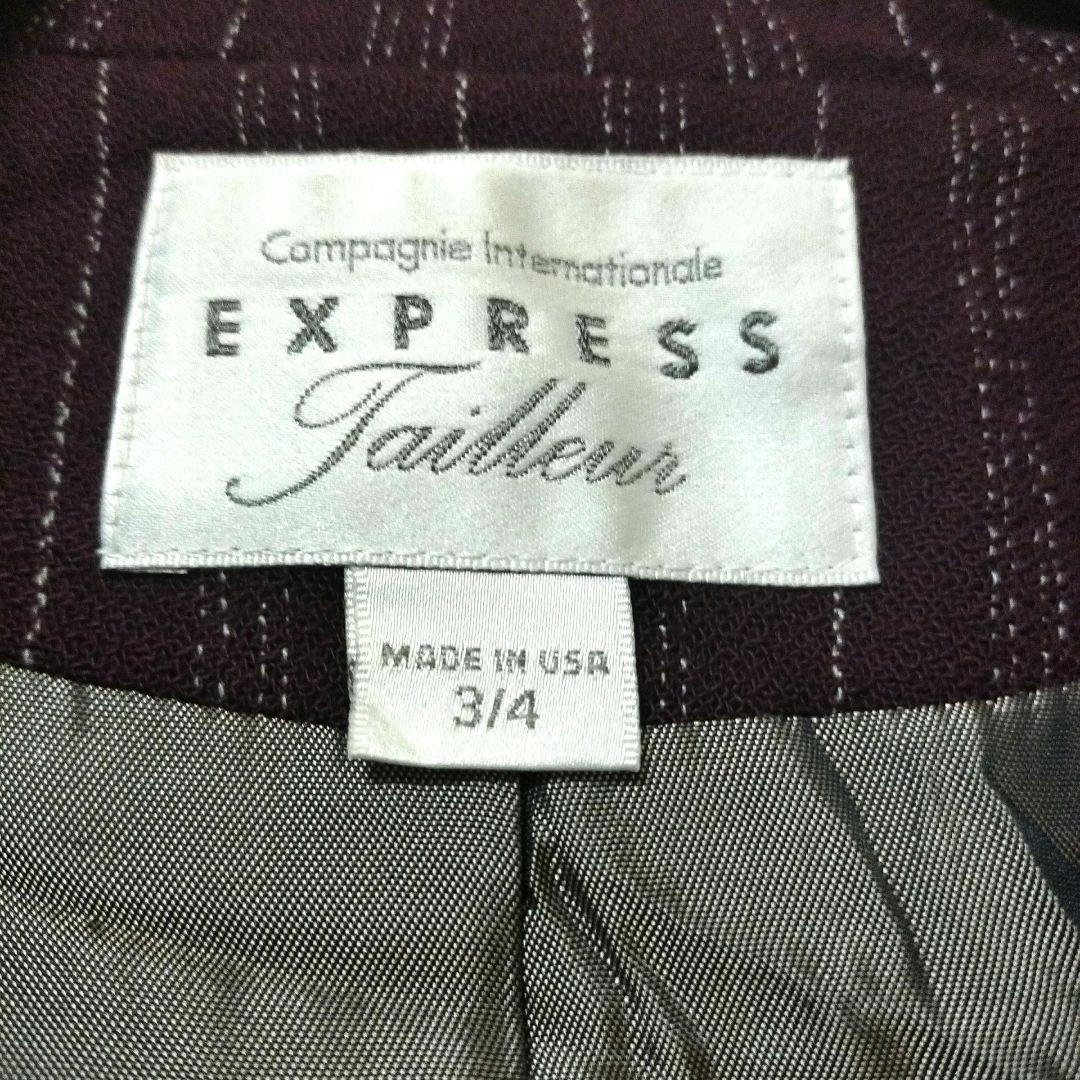 Compagnie Internationale
EXPRESS
Tailleur
MADE IN USA
3/4